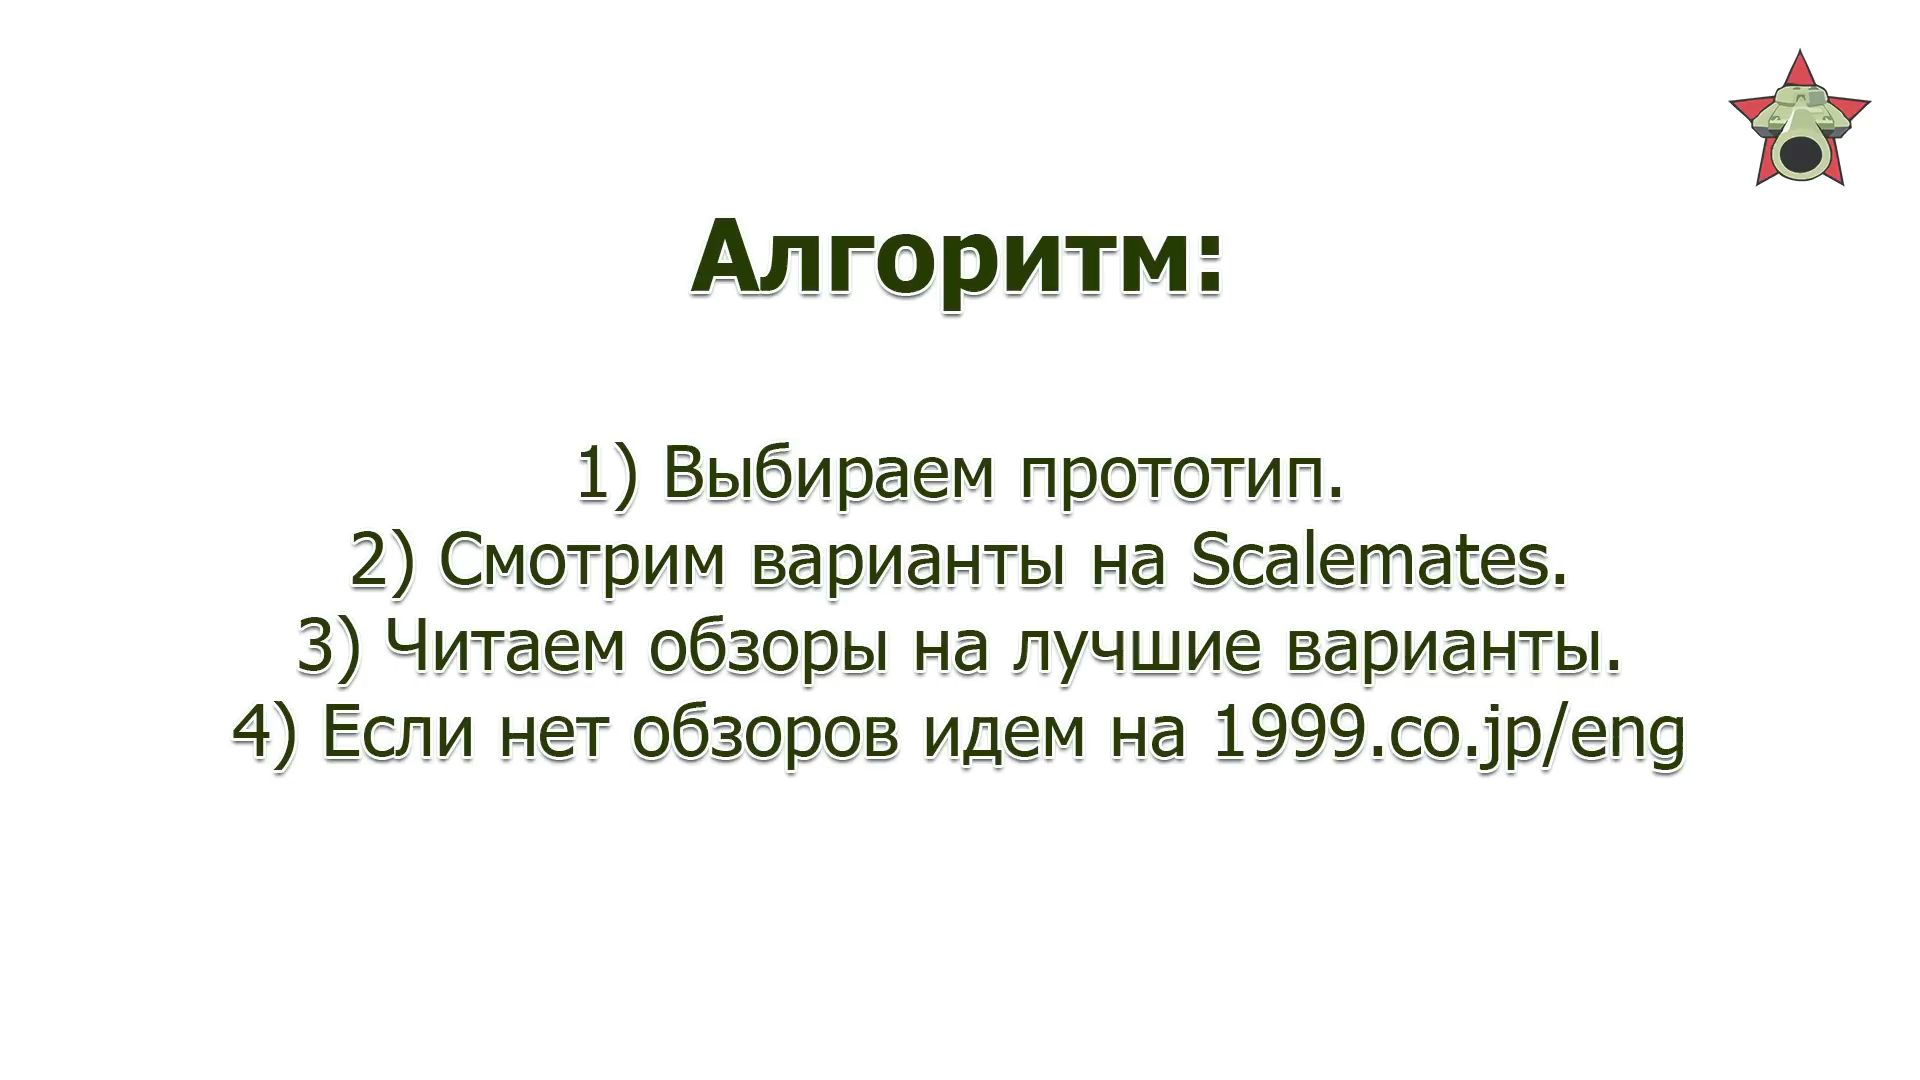 Алгоритм:
1) Выбираем прототип.
2) Смотрим варианты на Scalemates.
3) Читаем обзоры на лучшие варианты.
4) Если нет обзоров идем на 1999.co.jp/eng